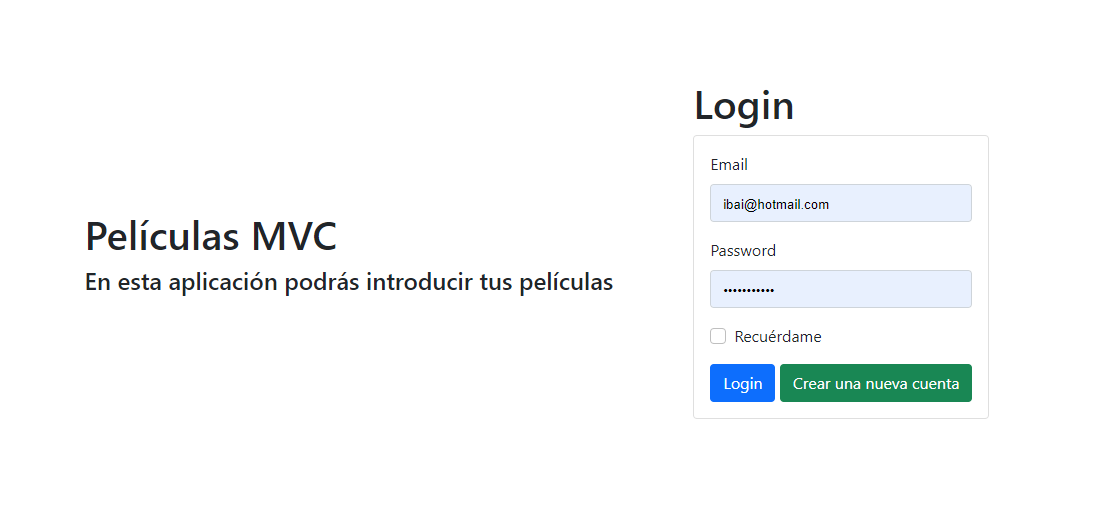 Películas MVC
En esta aplicación podrás introducir tus películas
Login
Email
ibai@hotmail.com
Password
•••••••••••
Recuérdame
Login
Crear una nueva cuenta